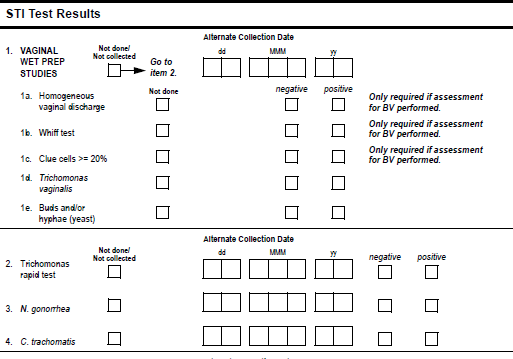 STI Test Results
Alternate Collection Date
1. VAGINAL WET PREP STUDIES Not done/ Not collected Go to item 2. dd MMM yy
Not done negative positive
1a. Homogeneous vaginal discharge Only required if assessment for BV performed.
1b. Whiff test Only required if assessment for BV performed.
1c. Clue cells >= 20% Only required if assessment for BV performed.
1d. Trichomonas vaginalis
1e. Buds and/or hyphae (yeast)
Alternate Collection Date
Not done/ Not collected dd MMM yy negative positive
2. Trichomonas rapid test
3. N. gonorrhea
4. C. trachomatis